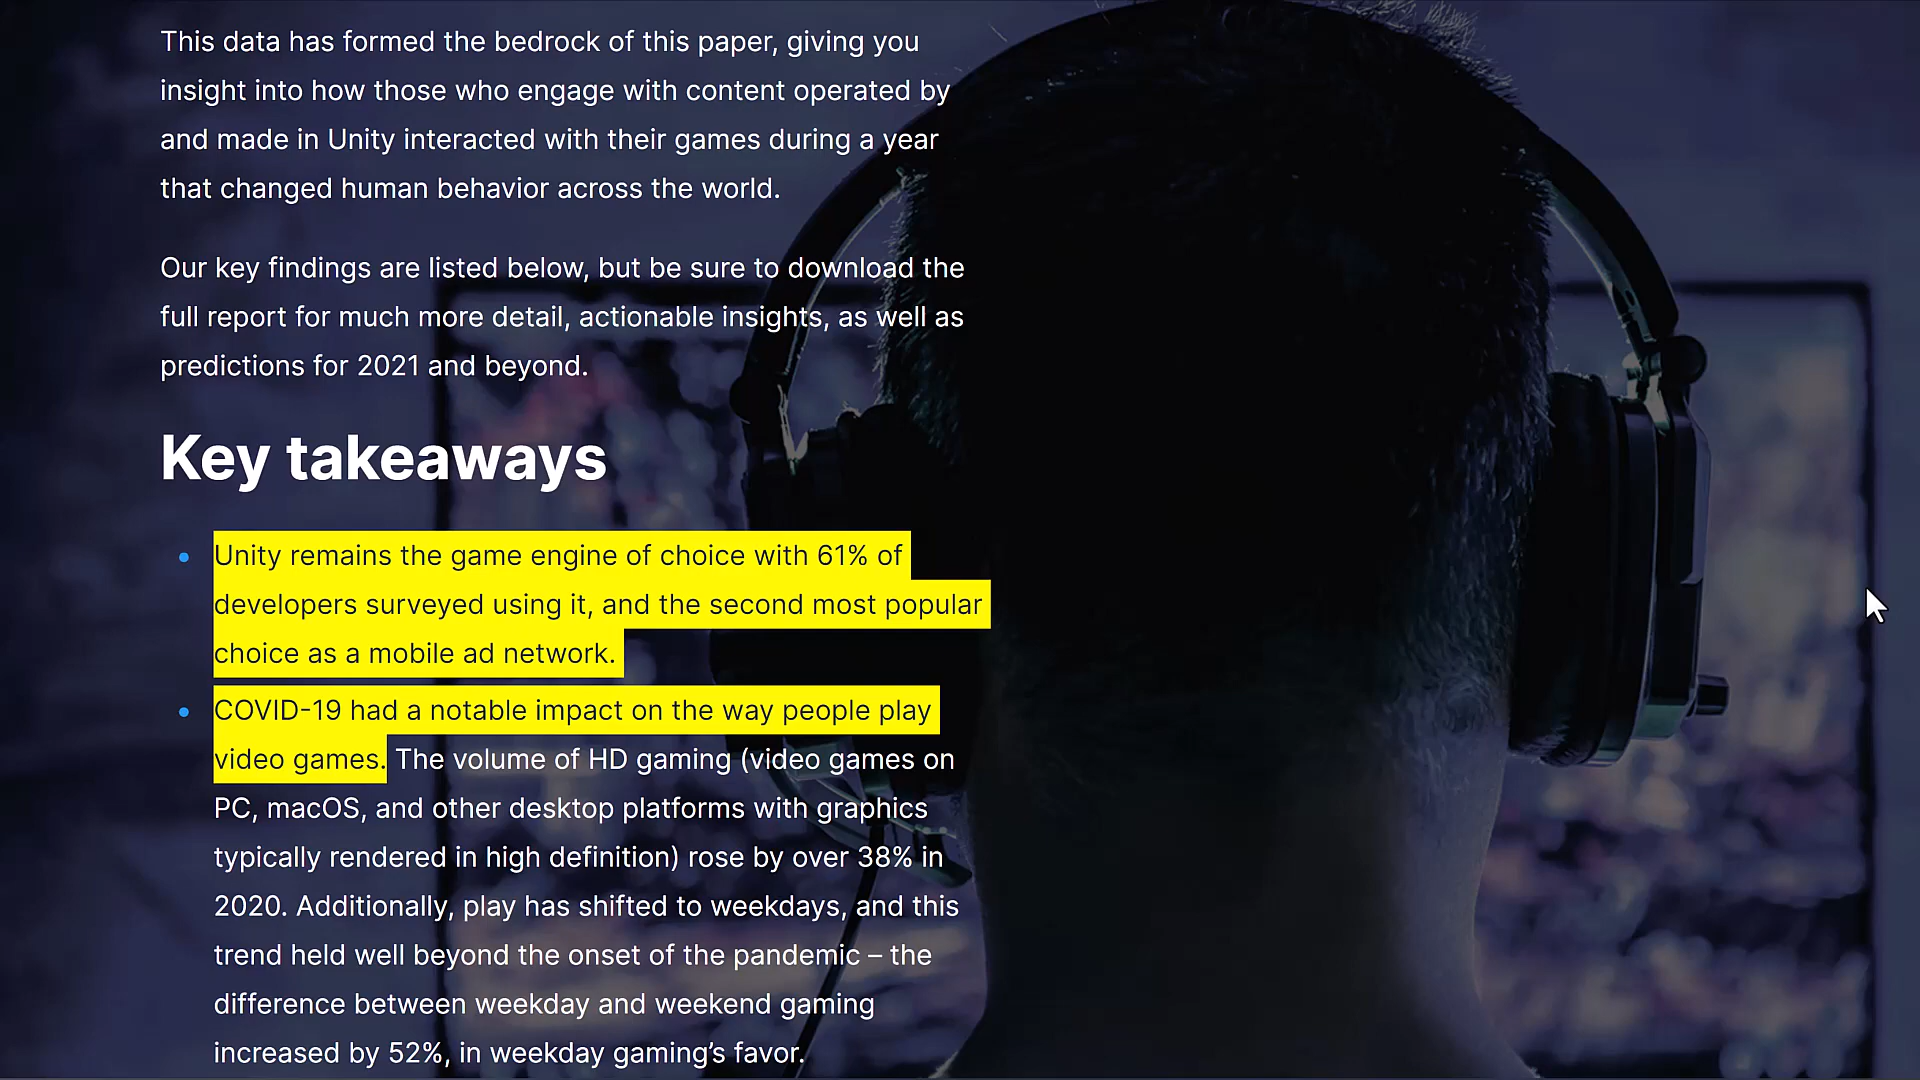 This data has formed the bedrock of this paper, giving you
insight into how those who engage with content operated by
and made in Unity interacted with their games during a year
that changed human behavior across the world.
Our key findings are listed below, but be sure to download the
full report for much more detail, actionable insights, as well as
predictions for 2021 and beyond.
Key takeaways
Unity remains the game engine of choice with 61% of
developers surveyed using it, and the second most popular
choice as a mobile ad network.
COVID-19 had a notable impact on the way people play
video games. The volume of HD gaming (video games on
PC, macOS, and other desktop platforms with graphics
typically rendered in high definition) rose by over 38% in
2020. Additionally, play has shifted to weekdays, and this
trend held well beyond the onset of the pandemic – the
difference between weekday and weekend gaming
increased by 52%, in weekday gaming’s favor.